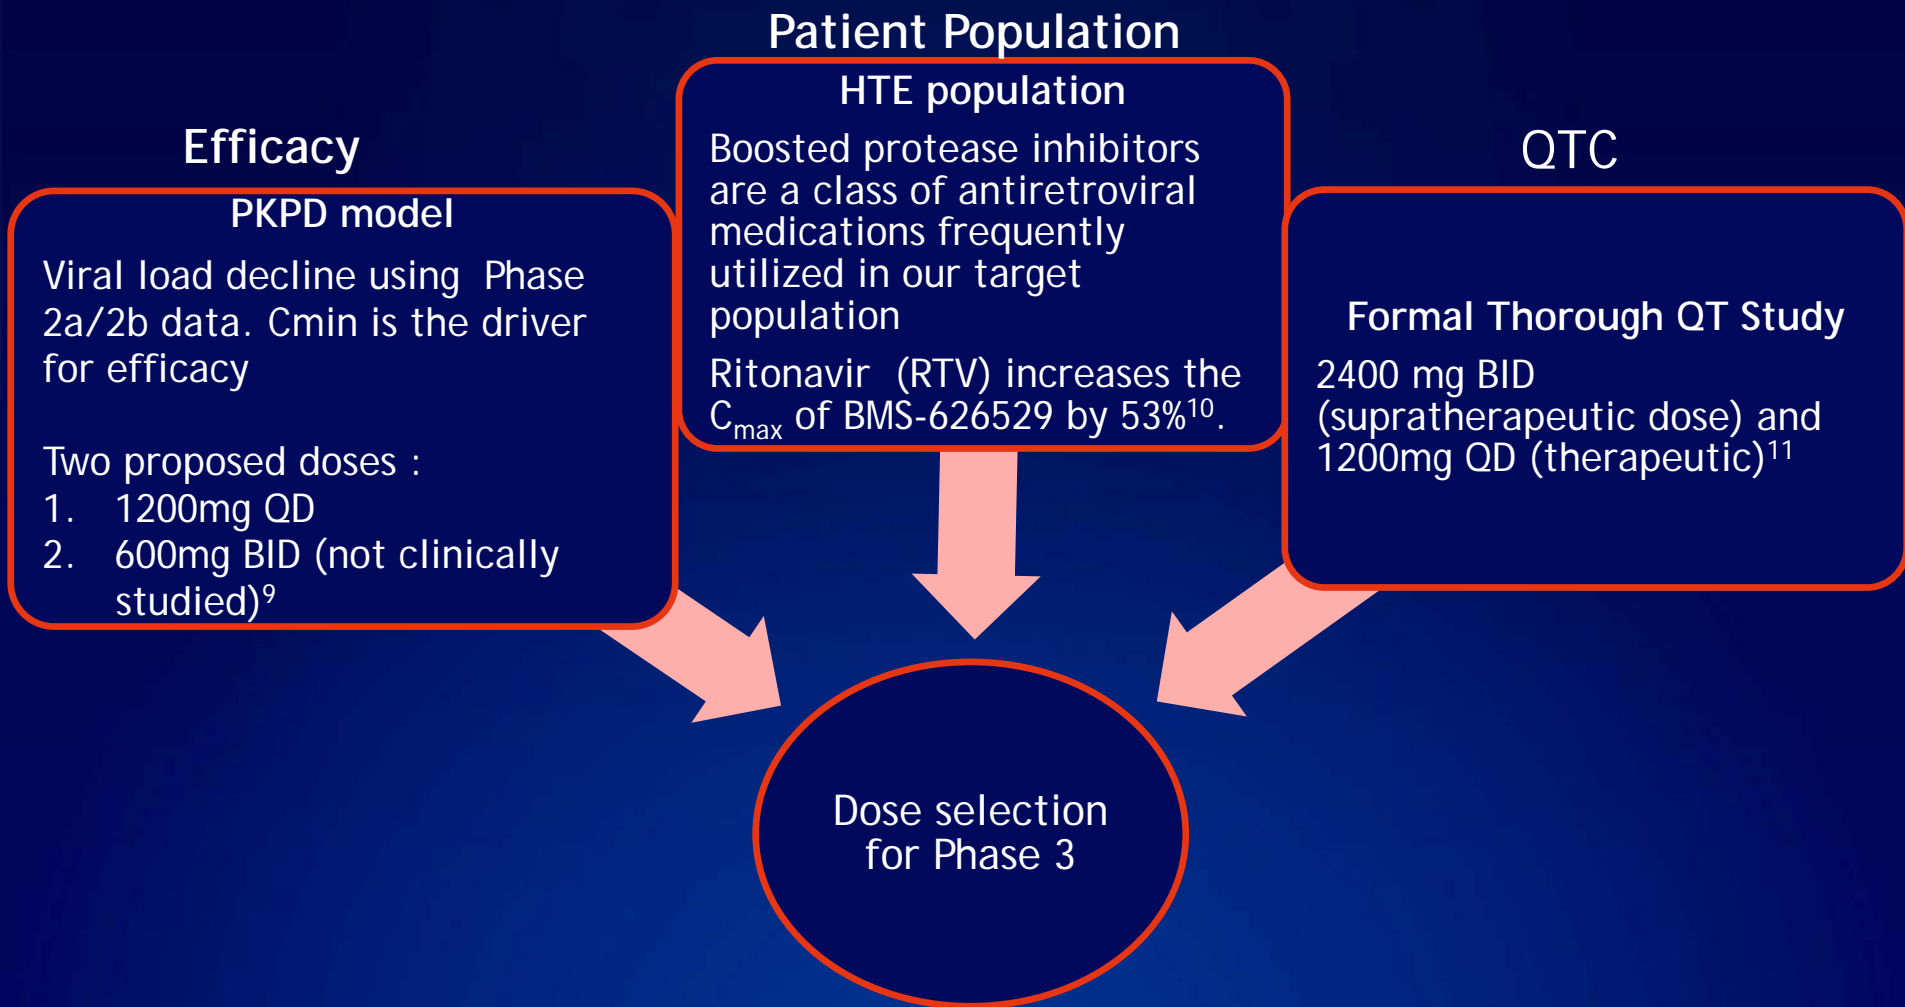 Patient Population
HTE population
Boosted protease inhibitors
are a class of antiretroviral
medications frequently
utilized in our target
population
Ritonavir (RTV) increases the
Cmax of BMS-626529 by 53%10.
Efficacy
PKPD model
Viral load decline using Phase
2a/2b data. Cmin is the driver
for efficacy
Two proposed doses :
1. 1200mg QD
2. 600mg BID (not clinically
studied)9
QTC
Formal Thorough QT Study
2400 mg BID
(supratherapeutic dose) and
1200mg QD (therapeutic)11
Dose selection
for Phase 3